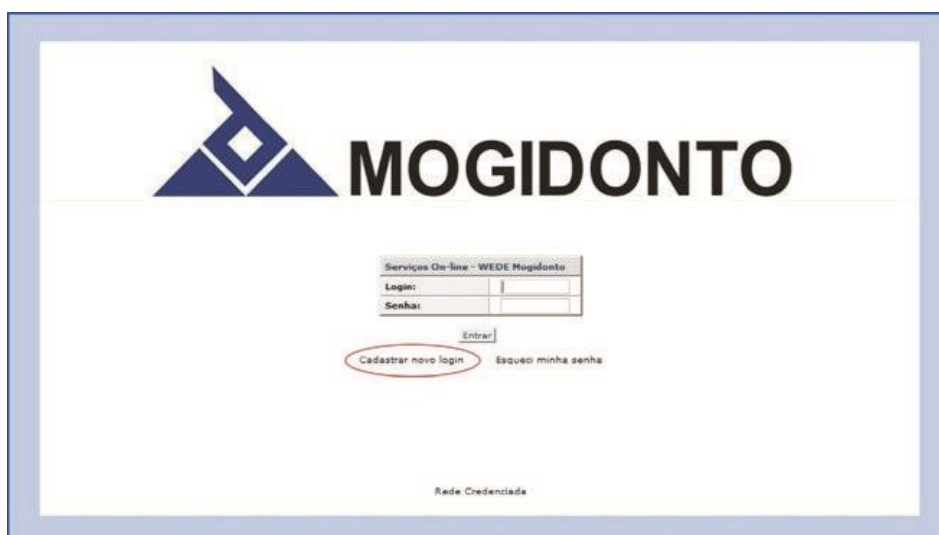 MOGIDONTO
Serviços On-line - WEDE Mogidonto
Login:
Senha:
Entrar
Cadastrar novo login Esqueci minha senha
Rede Credenciada